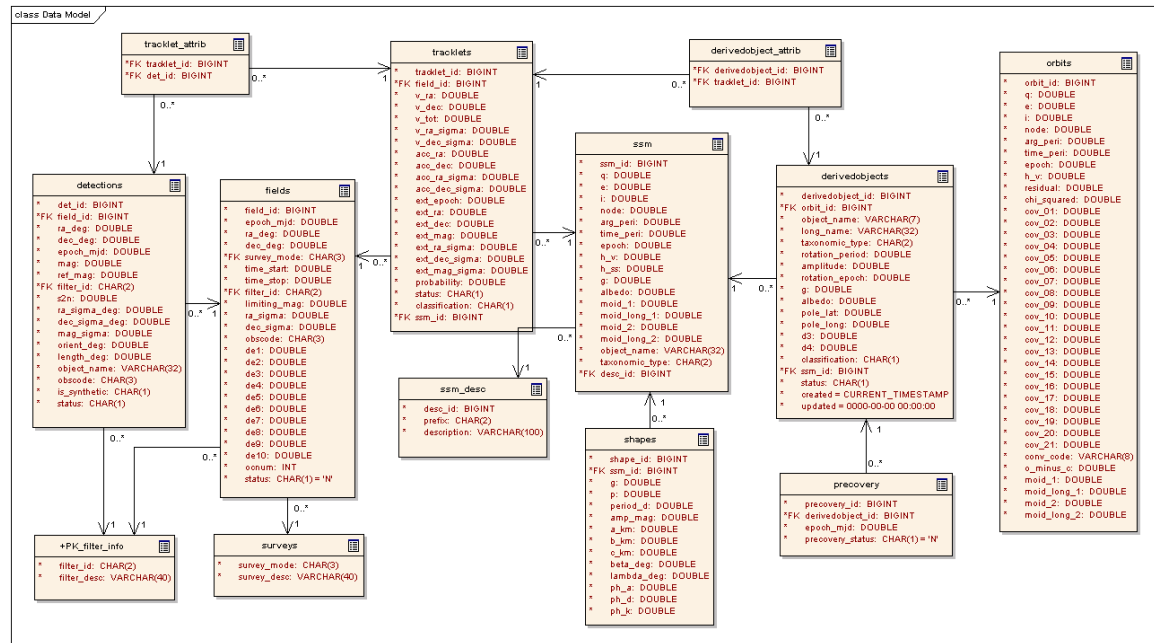 class Data Model
tracklet_attrib
*FK tracklet_id: BIGINT
*FK det_id: BIGINT
0..*
1
0..*
1
tracklets
* tracklet_id: BIGINT
*FK field_id: BIGINT
* v_ra: DOUBLE
* v_dec: DOUBLE
* v_tot: DOUBLE
* v_ra_sigma: DOUBLE
* v_dec_sigma: DOUBLE
* acc_ra: DOUBLE
* acc_dec: DOUBLE
* acc_ra_sigma: DOUBLE
* acc_dec_sigma: DOUBLE
* ext_epoch: DOUBLE
* ext_ra: DOUBLE
* ext_dec: DOUBLE
* ext_mag: DOUBLE
* ext_ra_sigma: DOUBLE
* ext_dec_sigma: DOUBLE
* ext_mag_sigma: DOUBLE
* probability: DOUBLE
* status: CHAR(1)
* classification: CHAR(1)
*FK ssm_id: BIGINT
1
0..*
1
0..*
0..*
1
derivedobject_attrib
*FK derivedobject_id: BIGINT
*FK tracklet_id: BIGINT
0..*
1
orbits
* orbit_id: BIGINT
* q: DOUBLE
* e: DOUBLE
* i: DOUBLE
* node: DOUBLE
* arg_peri: DOUBLE
* time_peri: DOUBLE
* epoch: DOUBLE
* h_v: DOUBLE
* residual: DOUBLE
* chi_squared: DOUBLE
* cov_01: DOUBLE
* cov_02: DOUBLE
* cov_03: DOUBLE
* cov_04: DOUBLE
* cov_05: DOUBLE
* cov_06: DOUBLE
* cov_07: DOUBLE
* cov_08: DOUBLE
* cov_09: DOUBLE
* cov_10: DOUBLE
* cov_11: DOUBLE
* cov_12: DOUBLE
* cov_13: DOUBLE
* cov_14: DOUBLE
* cov_15: DOUBLE
* cov_16: DOUBLE
* cov_17: DOUBLE
* cov_18: DOUBLE
* cov_19: DOUBLE
* cov_20: DOUBLE
* cov_21: DOUBLE
* conv_code: VARCHAR(8)
* o_minus_c: DOUBLE
* moid_1: DOUBLE
* moid_long_1: DOUBLE
* moid_2: DOUBLE
* moid_long_2: DOUBLE
detections
* det_id: BIGINT
*FK field_id: BIGINT
* ra_deg: DOUBLE
* dec_deg: DOUBLE
* epoch_mjd: DOUBLE
* mag: DOUBLE
* ref_mag: DOUBLE
*FK filter_id: CHAR(2)
* s2n: DOUBLE
* ra_sigma_deg: DOUBLE
* dec_sigma_deg: DOUBLE
* mag_sigma: DOUBLE
* orient_deg: DOUBLE
* length_deg: DOUBLE
* object_name: VARCHAR(32)
* obscode: CHAR(3)
* is_synthetic: CHAR(1)
* status: CHAR(1)
0..*
1
0..*
1
fields
* field_id: BIGINT
* epoch_mjd: DOUBLE
* ra_deg: DOUBLE
* dec_deg: DOUBLE
*FK survey_mode: CHAR(3)
* time_start: DOUBLE
* time_stop: DOUBLE
*FK filter_id: CHAR(2)
* limiting_mag: DOUBLE
* ra_sigma: DOUBLE
* dec_sigma: DOUBLE
* obscode: CHAR(3)
* de1: DOUBLE
* de2: DOUBLE
* de3: DOUBLE
* de4: DOUBLE
* de5: DOUBLE
* de6: DOUBLE
* de7: DOUBLE
* de8: DOUBLE
* de9: DOUBLE
* de10: DOUBLE
* ocnum: INT
* status: CHAR(1) = 'N'
0..*
1
0..*
1
ssm
* ssm_id: BIGINT
* q: DOUBLE
* e: DOUBLE
* i: DOUBLE
* node: DOUBLE
* arg_peri: DOUBLE
* time_peri: DOUBLE
* epoch: DOUBLE
* h_v: DOUBLE
* h_ss: DOUBLE
* g: DOUBLE
* albedo: DOUBLE
* moid_1: DOUBLE
* moid_long_1: DOUBLE
* moid_2: DOUBLE
* moid_long_2: DOUBLE
* object_name: VARCHAR(32)
* taxonomic_type: CHAR(2)
*FK desc_id: BIGINT
0..*
1
1
0..*
derivedobjects
* derivedobject_id: BIGINT
*FK orbit_id: BIGINT
* object_name: VARCHAR(7)
* long_name: VARCHAR(32)
* taxonomic_type: CHAR(2)
* rotation_period: DOUBLE
* amplitude: DOUBLE
* rotation_epoch: DOUBLE
* g: DOUBLE
* albedo: DOUBLE
* pole_lat: DOUBLE
* pole_long: DOUBLE
* d3: DOUBLE
* d4: DOUBLE
* classification: CHAR(1)
*FK ssm_id: BIGINT
* status: CHAR(1)
* created = CURRENT_TIMESTAMP
* updated = 0000-00-00 00:00:00
1
0..*
0..*
1
1
0..*
ssm_desc
* desc_id: BIGINT
* prefix: CHAR(2)
* description: VARCHAR(100)
shapes
* shape_id: BIGINT
*FK ssm_id: BIGINT
* g: DOUBLE
* p: DOUBLE
* period_d: DOUBLE
* amp_mag: DOUBLE
* a_km: DOUBLE
* b_km: DOUBLE
* c_km: DOUBLE
* beta_deg: DOUBLE
* lambda_deg: DOUBLE
* ph_a: DOUBLE
* ph_d: DOUBLE
* ph_k: DOUBLE
precovery
* precovery_id: BIGINT
*FK derivedobject_id: BIGINT
* epoch_mjd: DOUBLE
* precovery_status: CHAR(1) = 'N'
+PK_filter_info
* filter_id: CHAR(2)
* filter_desc: VARCHAR(40)
surveys
* survey_mode: CHAR(3)
* survey_desc: VARCHAR(40)